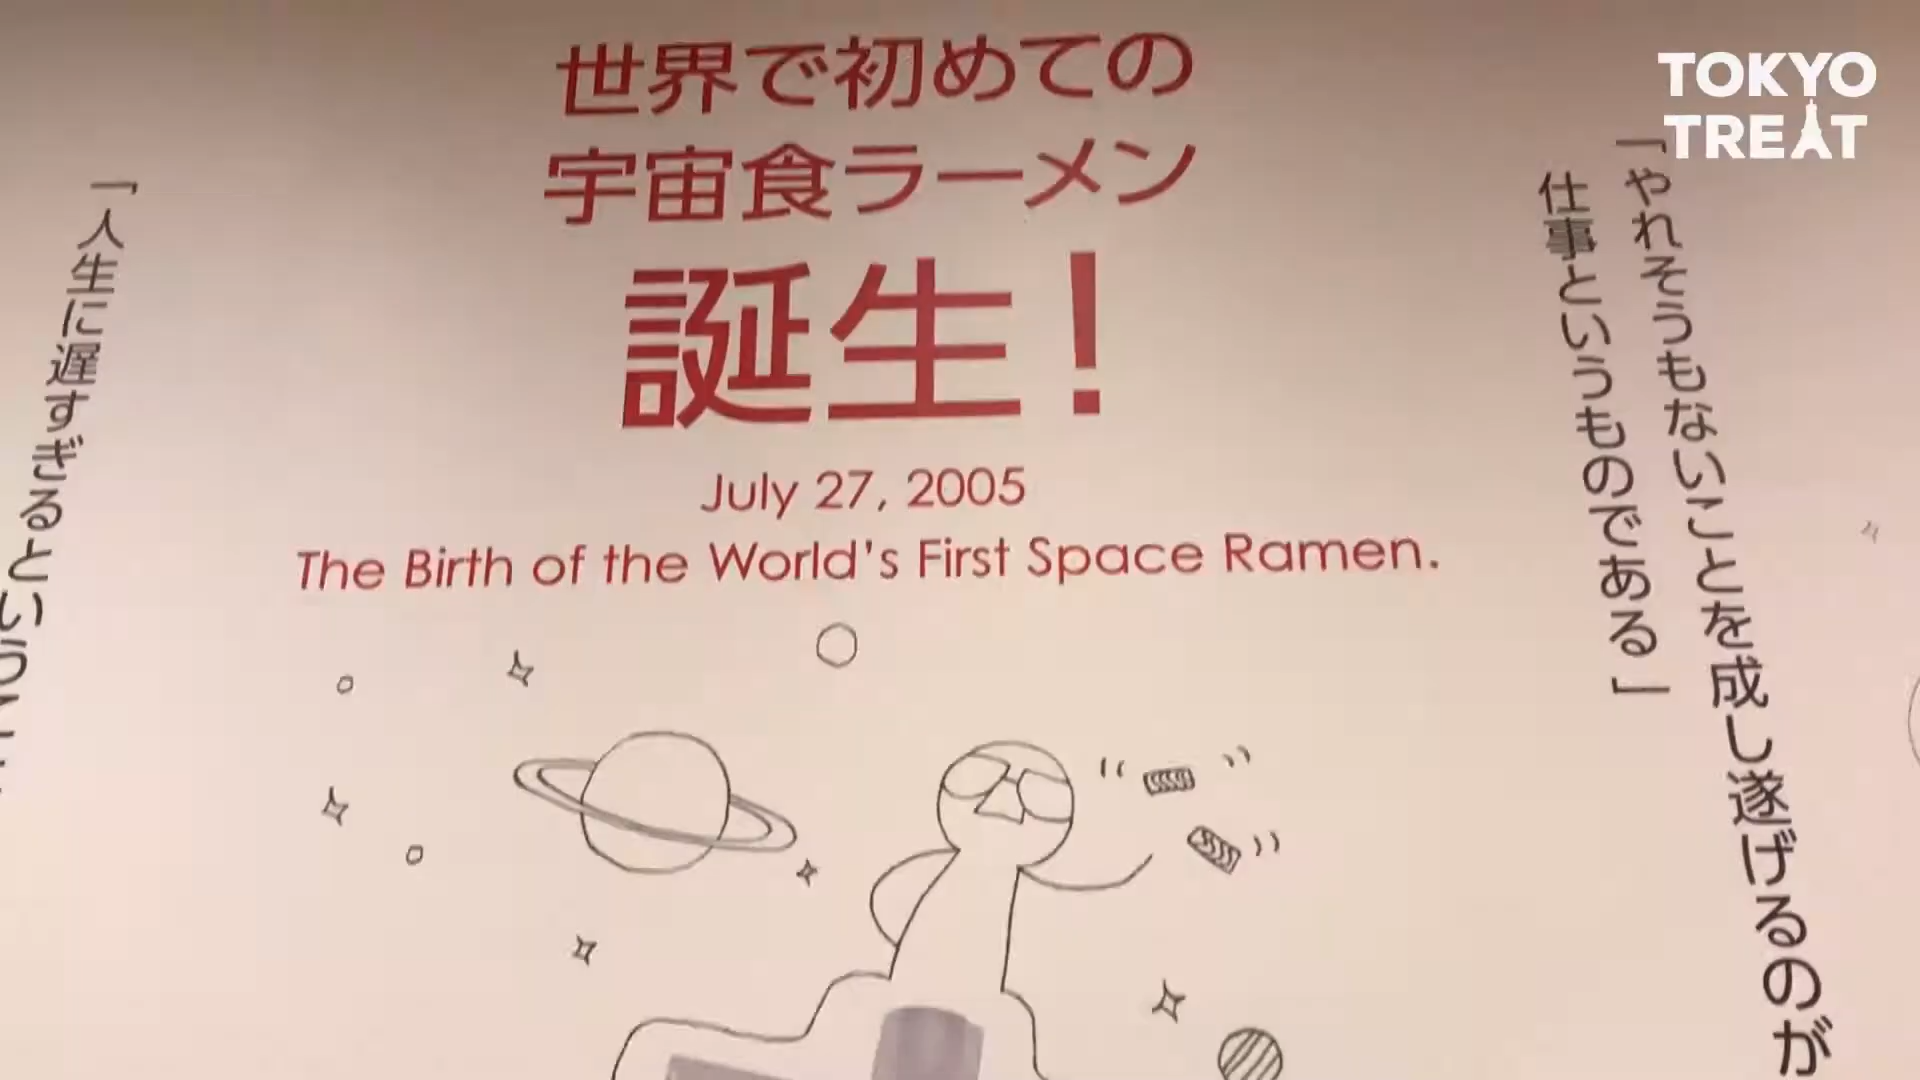 世界で初めての
宇宙食ラーメン
誕生!
July 27, 2005
The Birth of the World's First Space Ramen.
「やれそうもないことを成し遂げるのが
仕事というものである」
「人生に遅すぎるという
TOKYO
TREAT